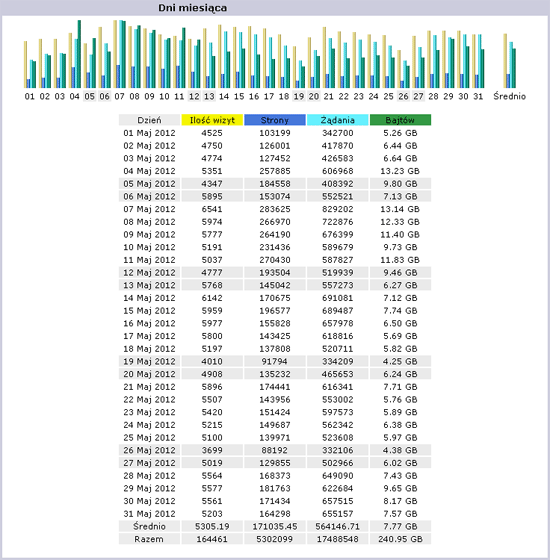 Dni miesiąca
01 02 03 04 05 06 07 08 09 10 11 12 13 14 15 16 17 18 19 20 21 22 23 24 25 26 27 28 29 30 31 Średnio
Dzień Ilość wizyt Strony Żądania Bajtów
01 Maj 2012 4525 103199 342700 5.26 GB
02 Maj 2012 4750 126001 417870 6.44 GB
03 Maj 2012 4774 127452 426583 6.64 GB
04 Maj 2012 5351 257885 606968 13.23 GB
05 Maj 2012 4347 184558 408392 9.80 GB
06 Maj 2012 5895 153074 552521 7.13 GB
07 Maj 2012 6541 283625 829202 13.14 GB
08 Maj 2012 5974 266970 722876 12.33 GB
09 Maj 2012 5777 264190 676399 11.40 GB
10 Maj 2012 5191 231436 589679 9.73 GB
11 Maj 2012 5037 270430 587827 11.83 GB
12 Maj 2012 4777 193504 519939 9.46 GB
13 Maj 2012 5768 145042 557273 6.27 GB
14 Maj 2012 6142 170675 691081 7.12 GB
15 Maj 2012 5959 196577 689487 7.74 GB
16 Maj 2012 5977 155828 657978 6.50 GB
17 Maj 2012 5800 143425 618816 5.69 GB
18 Maj 2012 5197 137808 520711 5.82 GB
19 Maj 2012 4010 91794 334209 4.25 GB
20 Maj 2012 4908 135232 465653 6.24 GB
21 Maj 2012 5896 174441 616341 7.71 GB
22 Maj 2012 5507 143956 553002 5.76 GB
23 Maj 2012 5420 151424 597573 5.89 GB
24 Maj 2012 5215 149687 562342 6.38 GB
25 Maj 2012 5100 139971 523608 5.97 GB
26 Maj 2012 3699 88192 332106 4.38 GB
27 Maj 2012 5019 129855 502966 6.02 GB
28 Maj 2012 5564 168373 649090 7.43 GB
29 Maj 2012 5577 181763 622684 9.65 GB
30 Maj 2012 5561 171434 657515 8.17 GB
31 Maj 2012 5203 164298 655157 7.57 GB
Średnio 5305.19 171035.45 564146.71 7.77 GB
Razem 164461 5302099 17488548 240.95 GB